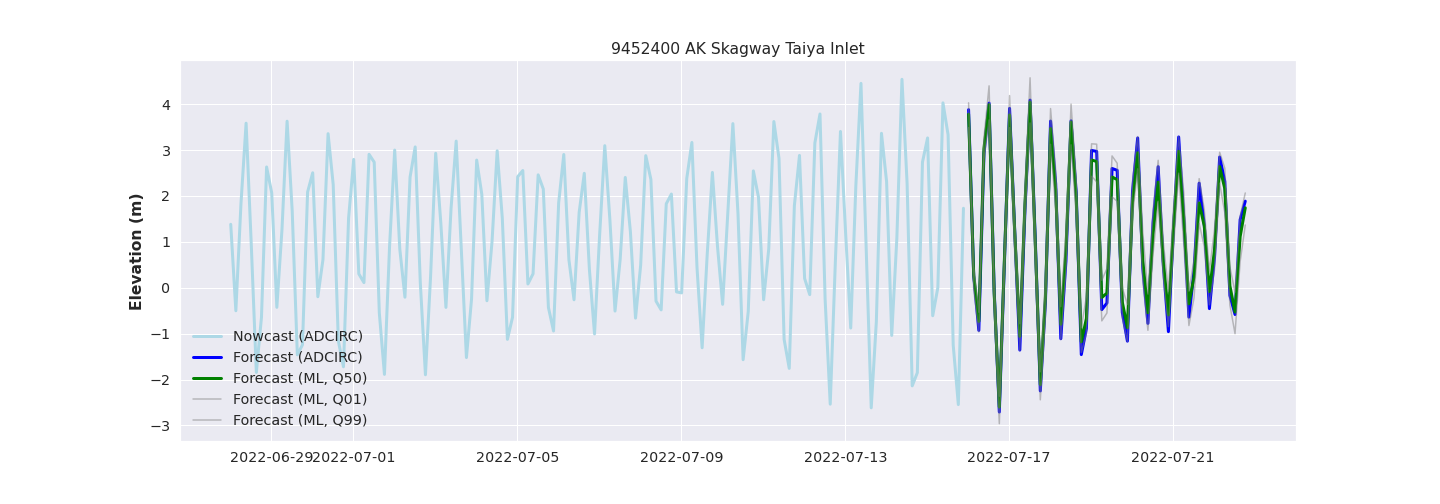 9452400 AK Skagway Taiya Inlet
Elevation (m)
4
3
2
1
0
−1
−2
−3
Nowcast (ADCIRC)
Forecast (ADCIRC)
Forecast (ML, Q50)
Forecast (ML, Q01)
Forecast (ML, Q99)
2022-06-29 2022-07-01 2022-07-05 2022-07-09 2022-07-13 2022-07-17 2022-07-21